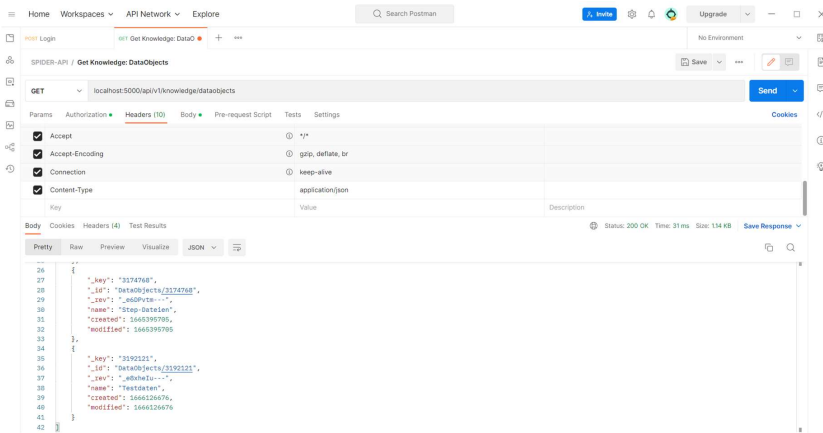 Home Workspaces API Network Explore Search Postman Invite Upgrade
POST Login GET Get Knowledge: DataO No Environment
SPIDER-API / Get Knowledge: DataObjects Save
GET localhost:5000/api/v1/knowledge/dataobjects Send
Params Authorization Headers (10) Body Pre-request Script Tests Settings Cookies
Accept */*
Accept-Encoding gzip, deflate, br
Connection keep-alive
Content-Type application/json
Key Value Description
Body Cookies Headers (4) Test Results Status: 200 OK Time: 31 ms Size: 1.14 KB Save Response
Pretty Raw Preview Visualize JSON
26 {
27 "_key": "3174768",
28 "_id": "DataObjects/3174768",
29 "_rev": "_e6OPvtm---",
30 "name": "Step-Dateien",
31 "created": 1665395705,
32 "modified": 1665395705
33 },
34 {
35 "_key": "3192121",
36 "_id": "DataObjects/3192121",
37 "_rev": "_e8xheIu---",
38 "name": "Testdaten",
39 "created": 1666126676,
40 "modified": 1666126676
41 }
42 ]